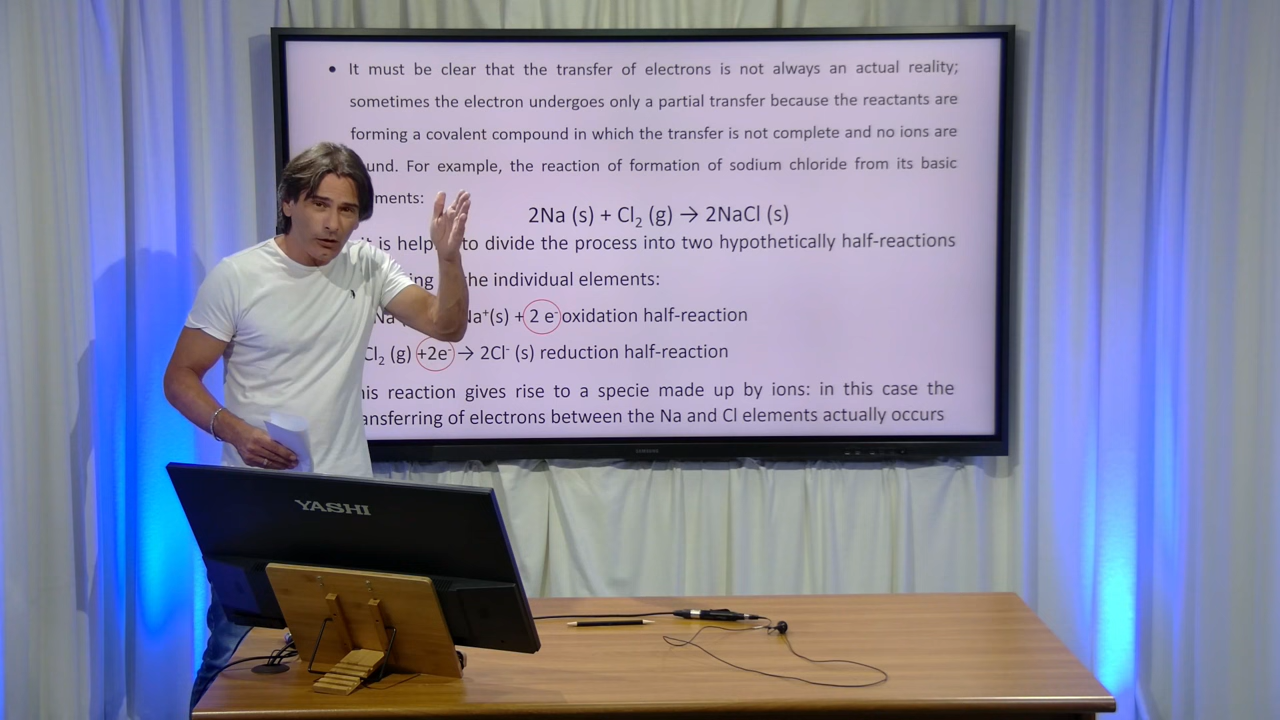 • It must be clear that the transfer of electrons is not always an actual reality;
sometimes the electron undergoes only a partial transfer because the reactants are
forming a covalent compound in which the transfer is not complete and no ions are
und. For example, the reaction of formation of sodium chloride from its basic
ments:
2Na (s) + Cl₂ (g) → 2NaCl (s)
is to divide the process into two hypothetically half-reactions
the individual elements:
Na⁺(s) + 2 e⁻ oxidation half-reaction
Cl₂ (g) +2e⁻ → 2Cl⁻ (s) reduction half-reaction
his reaction gives rise to a specie made up by ions: in this case the
ansferring of electrons between the Na and Cl elements actually occurs
SAMSUNG
YASHI